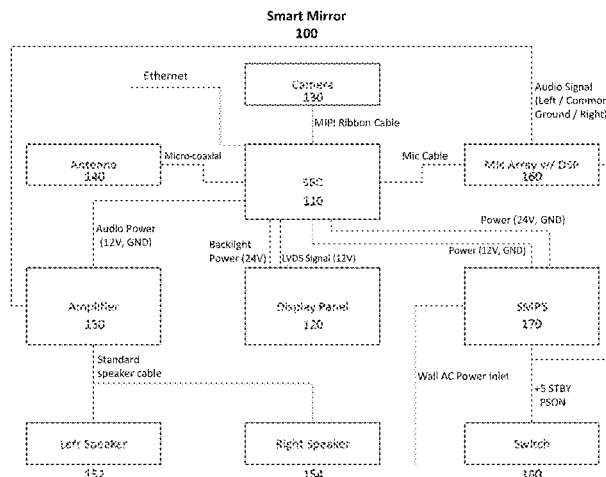 Smart Mirror
100
Ethernet
Camera
130
Audio Signal
(Left / Common
Ground / Right)
MIPI Ribbon Cable
Antenna
140
Micro-coaxial
SBC
110
Mic Cable
Mic Array w/ DSP
160
Audio Power
(12V, GND)
Backlight
Power (24V)
LVDS Signal (12V)
Power (24V, GND)
Power (12V, GND)
Amplifier
150
Display Panel
120
SMPS
170
Standard
speaker cable
Wall AC Power Inlet
+5 STBY
PSON
Left Speaker
152
Right Speaker
154
Switch